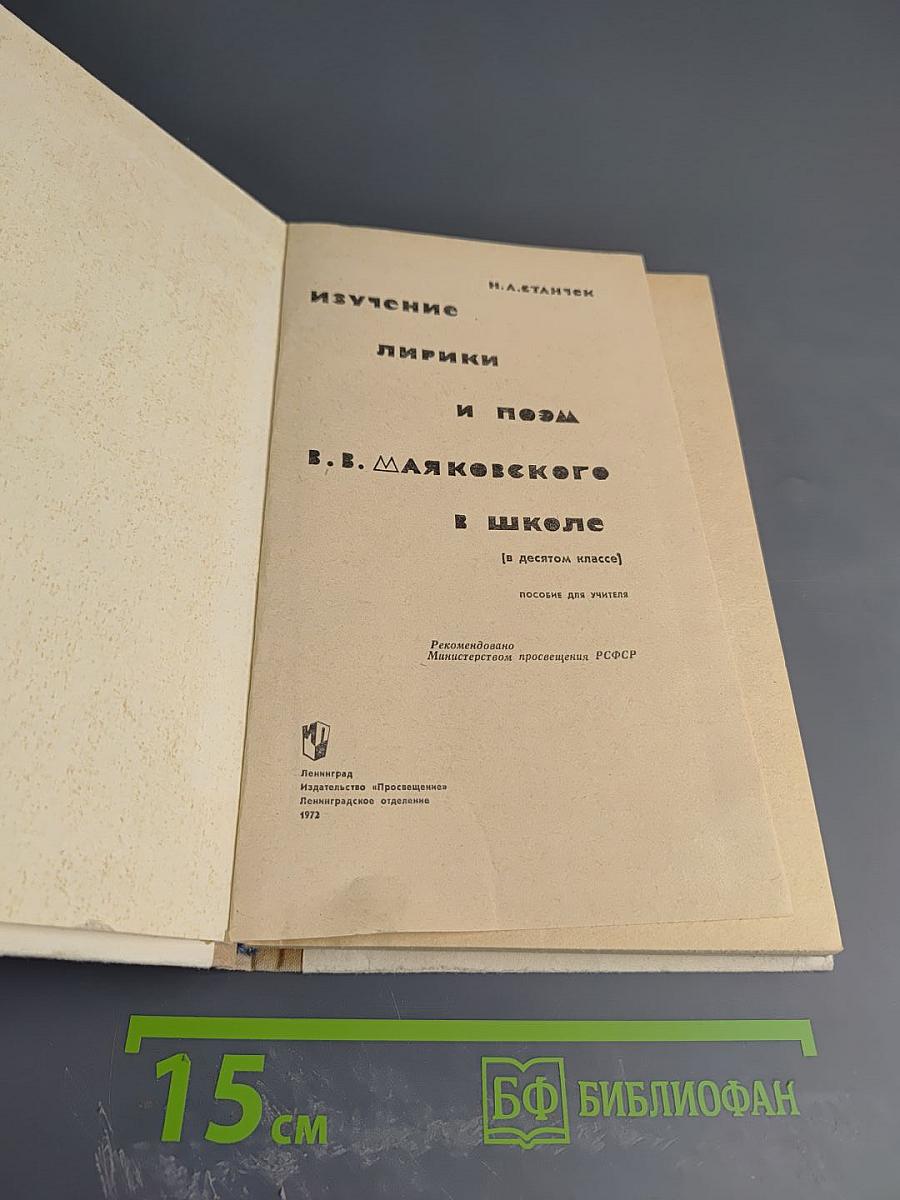 Н.А.СТАНЧЕК
ИЗУЧЕНИЕ
ЛИРИКИ
И ПОЭМ
В.В.МАЯКОВСКОГО
В ШКОЛЕ
(в десятом классе)
ПОСОБИЕ ДЛЯ УЧИТЕЛЯ
Рекомендовано
Министерством просвещения РСФСР
Ленинград
Издательство «Просвещение»
Ленинградское отделение
1972
15 см
БФ БИБЛИОФАН